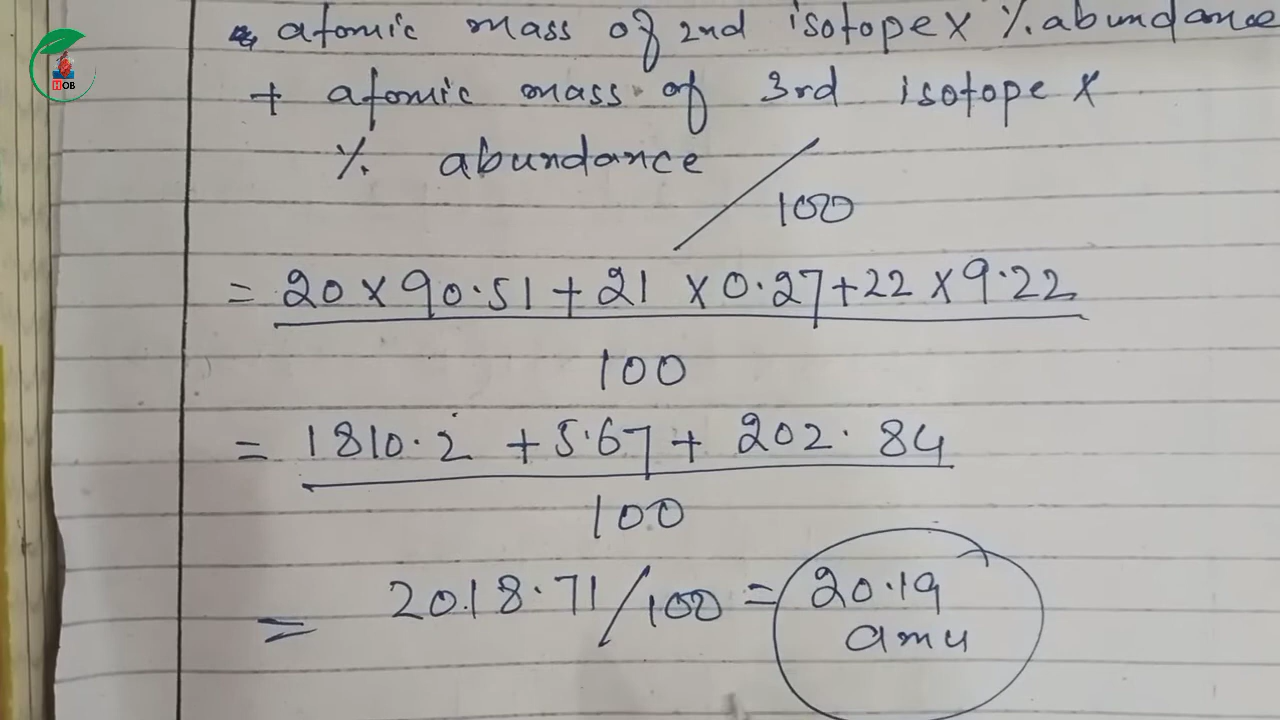 HOB
atomic mass of 2nd isotope x % abundance
+ atomic mass of 3rd isotope x
% abundance
/ 100
= 20 x 90.51 + 21 x 0.27 + 22 x 9.22
100
= 1810.2 + 5.67 + 202.84
100
= 2018.71 / 100 = 20.19
amu